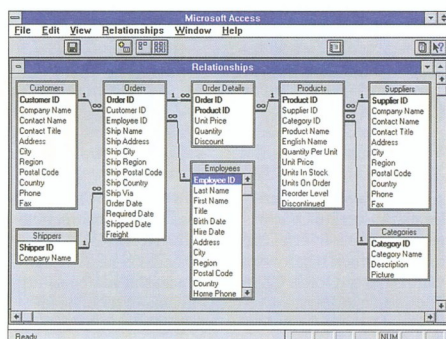 Microsoft Access
File Edit View Relationships Window Help
Relationships
Customers
Customer ID
Company Name
Contact Name
Contact Title
Address
City
Region
Postal Code
Country
Phone
Fax
Orders
Order ID
Customer ID
Employee ID
Ship Name
Ship Address
Ship City
Ship Region
Ship Postal Code
Ship Country
Ship Via
Order Date
Required Date
Shipped Date
Freight
Order Details
Order ID
Product ID
Unit Price
Quantity
Discount
Products
Product ID
Supplier ID
Category ID
Product Name
English Name
Quantity Per Unit
Unit Price
Units In Stock
Units On Order
Reorder Level
Discontinued
Suppliers
Supplier ID
Company Name
Contact Name
Contact Title
Address
City
Region
Postal Code
Country
Phone
Fax
Employees
Employee ID
Last Name
First Name
Title
Birth Date
Hire Date
Address
City
Region
Postal Code
Country
Home Phone
Shippers
Shipper ID
Company Name
Categories
Category ID
Category Name
Description
Picture
1 ∞
1 ∞
1 ∞
∞ 1
∞ 1
∞ 1
∞ 1
Ready NUM